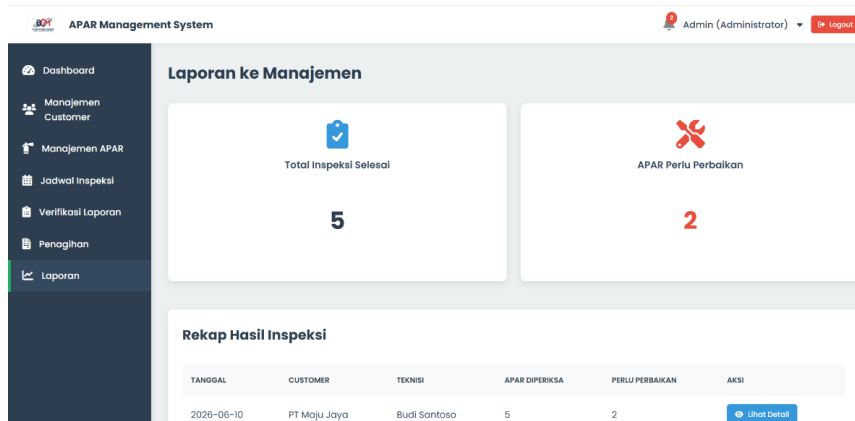 APAR Management System
2
Admin (Administrator)
Logout
Dashboard
Manajemen
Customer
Manajemen APAR
Jadwal Inspeksi
Verifikasi Laporan
Penagihan
Laporan
Laporan ke Manajemen
Total Inspeksi Selesai
5
APAR Perlu Perbaikan
2
Rekap Hasil Inspeksi
TANGGAL CUSTOMER TEKNISI APAR DIPERIKSA PERLU PERBAIKAN AKSI
2026-06-10 PT Maju Jaya Budi Santoso 5 2 Lihat Detail